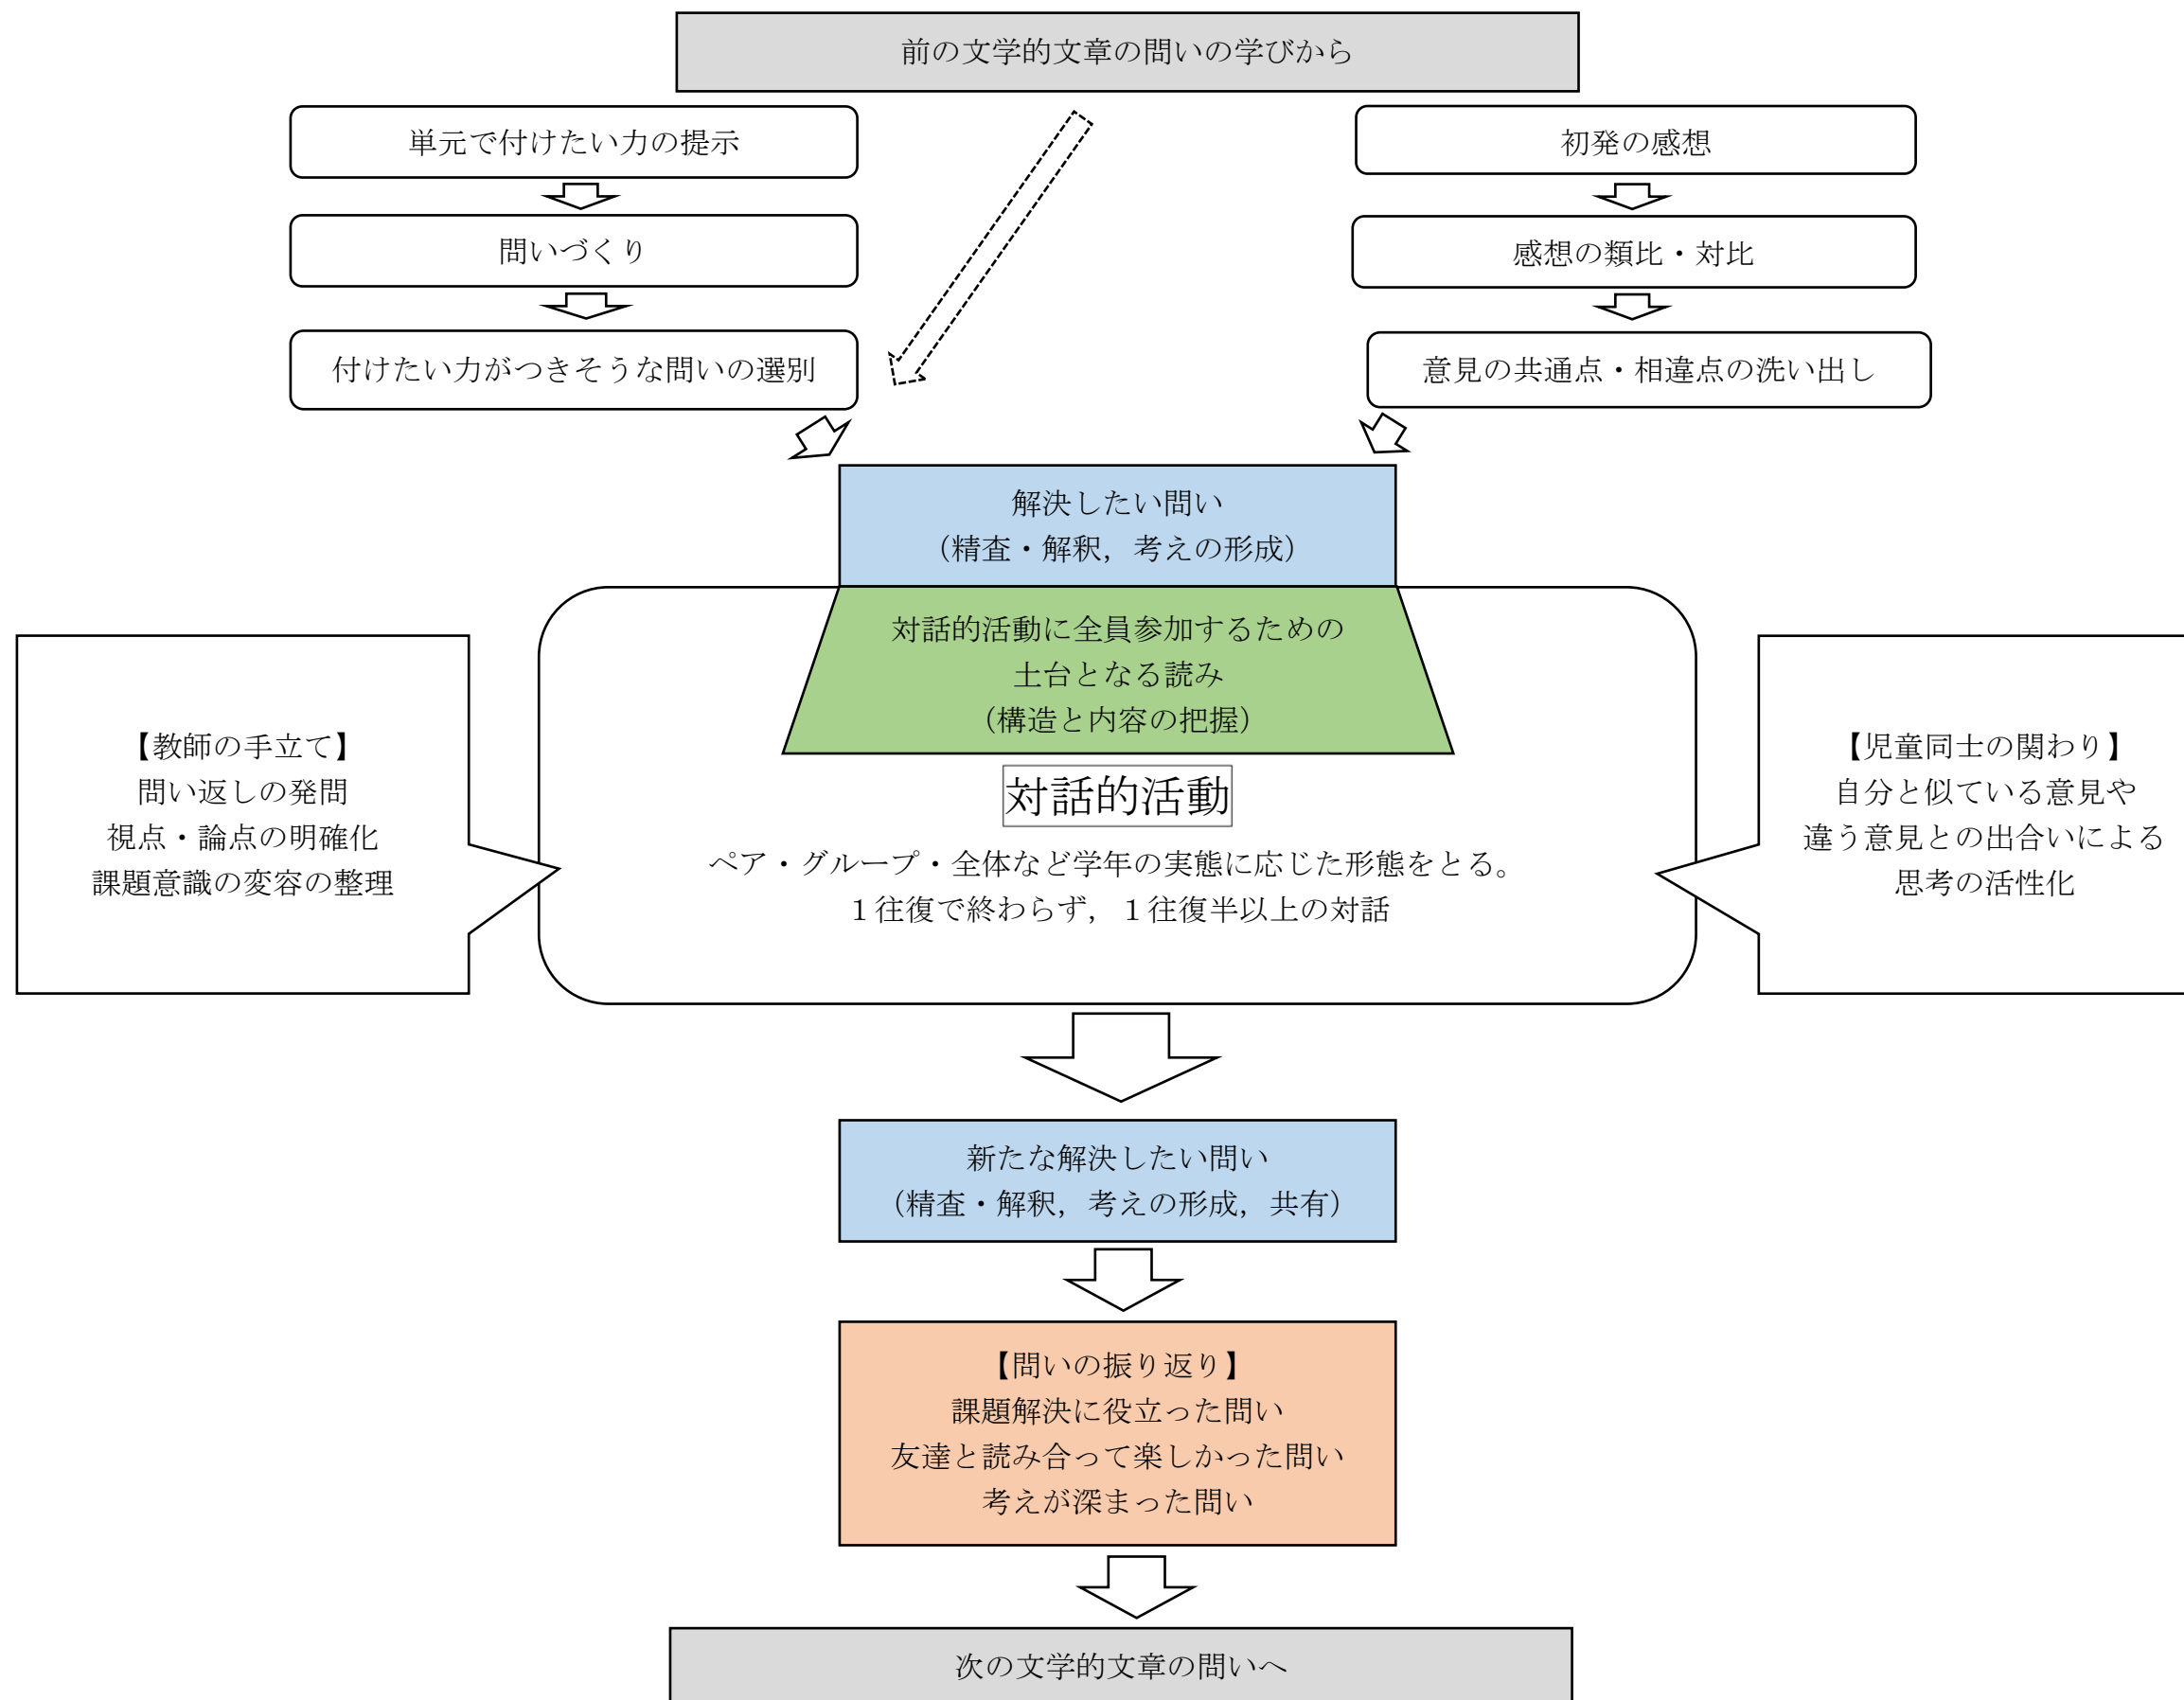 前の文学的文章の問いの学びから
単元で付けたい力の提示
問いづくり
付けたい力がつきそうな問いの選別
初発の感想
感想の類比・対比
意見の共通点・相違点の洗い出し
解決したい問い
（精査・解釈，考えの形成）
対話的活動に全員参加するための
土台となる読み
（構造と内容の把握）
対話的活動
ペア・グループ・全体など学年の実態に応じた形態をとる。
１往復で終わらず，１往復半以上の対話
【教師の手立て】
問い返しの発問
視点・論点の明確化
課題意識の変容の整理
【児童同士の関わり】
自分と似ている意見や
違う意見との出合いによる
思考の活性化
新たな解決したい問い
（精査・解釈，考えの形成，共有）
【問いの振り返り】
課題解決に役立った問い
友達と読み合って楽しかった問い
考えが深まった問い
次の文学的文章の問いへ